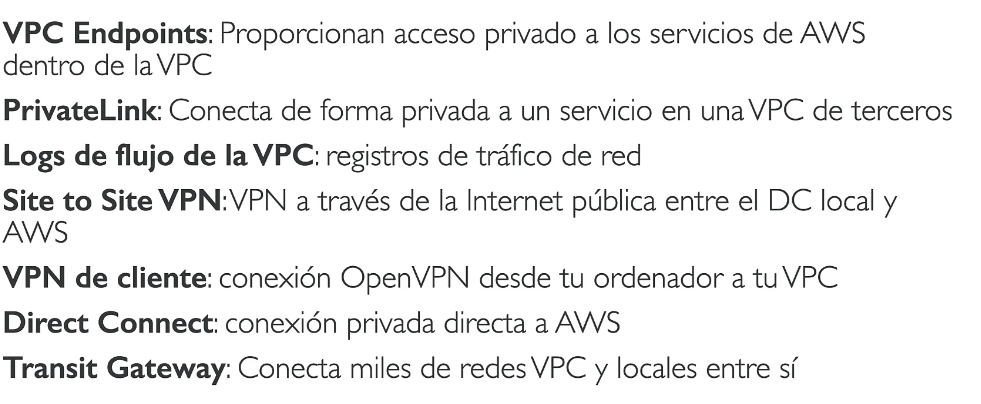 VPC Endpoints: Proporcionan acceso privado a los servicios de AWS
dentro de la VPC
PrivateLink: Conecta de forma privada a un servicio en una VPC de terceros
Logs de flujo de la VPC: registros de tráfico de red
Site to Site VPN: VPN a través de la Internet pública entre el DC local y
AWS
VPN de cliente: conexión OpenVPN desde tu ordenador a tu VPC
Direct Connect: conexión privada directa a AWS
Transit Gateway: Conecta miles de redes VPC y locales entre sí